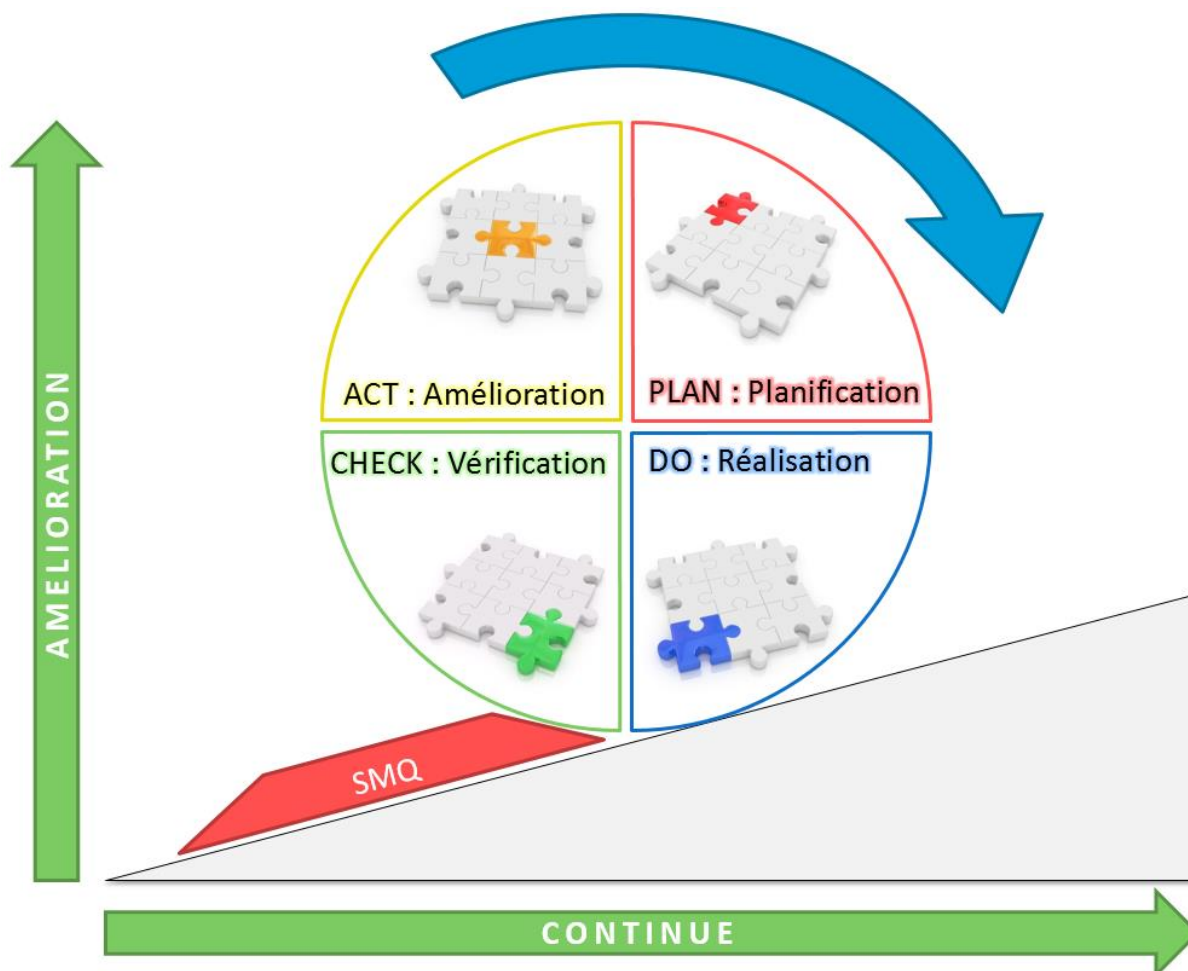 ACT : Amélioration
PLAN : Planification
CHECK : Vérification
DO : Réalisation
AMELIORATION
SMQ
CONTINUE